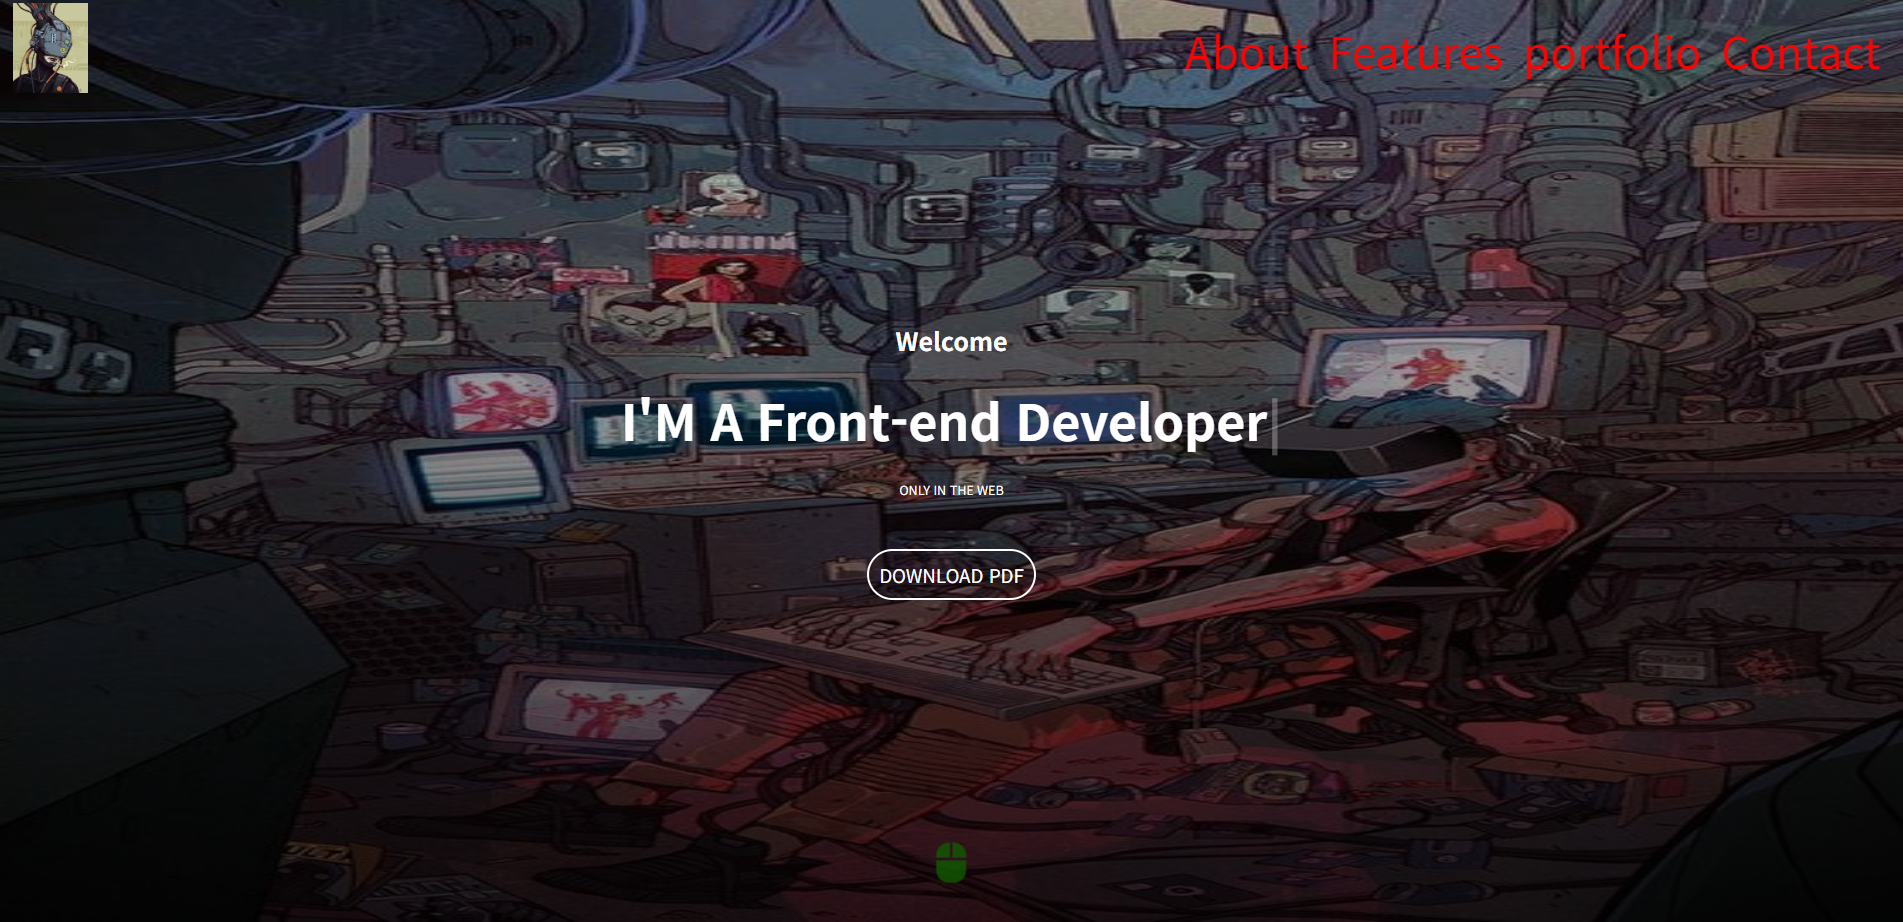 About Features portfolio Contact
Welcome
I'M A Front-end Developer
ONLY IN THE WEB
DOWNLOAD PDF